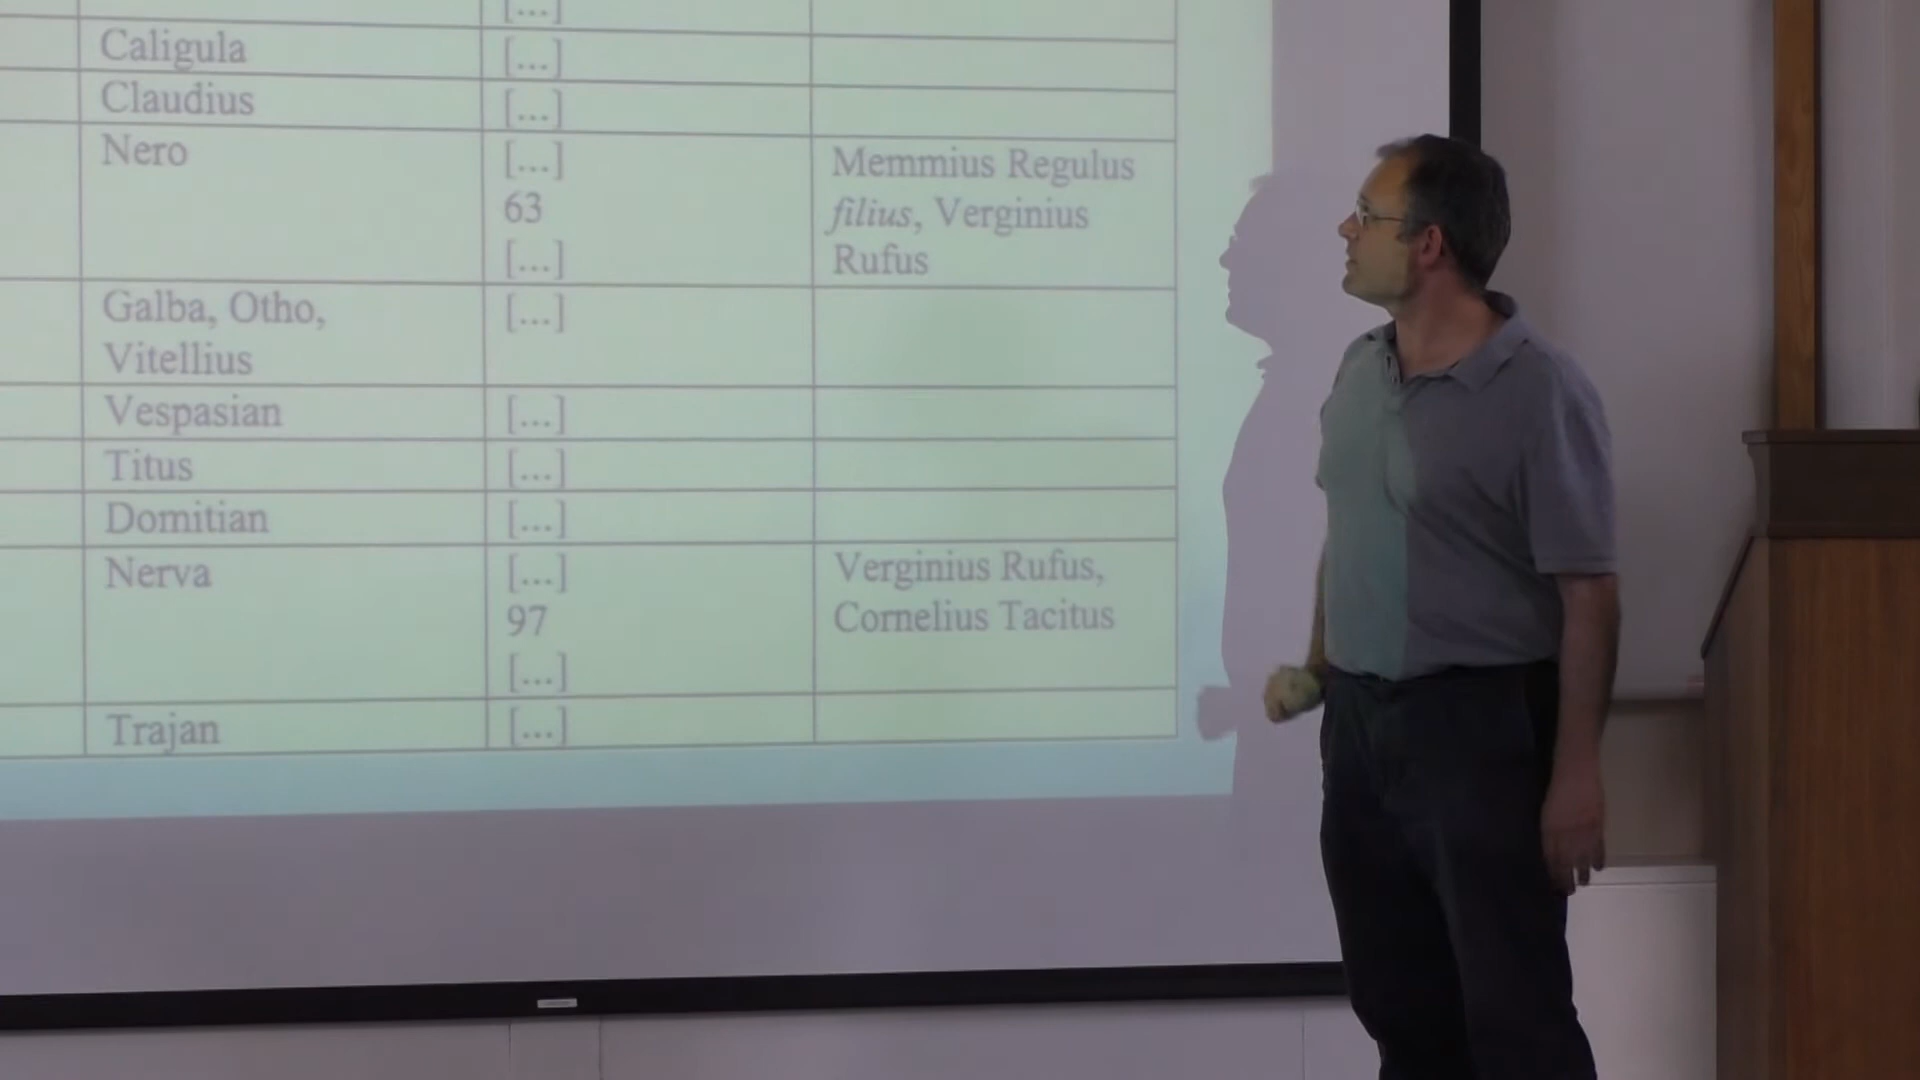 [...]
Caligula [...]
Claudius [...]
Nero [...] Memmius Regulus
63 filius, Verginius
[...] Rufus
Galba, Otho, [...]
Vitellius
Vespasian [...]
Titus [...]
Domitian [...]
Nerva [...] Verginius Rufus,
97 Cornelius Tacitus
[...]
Trajan [...]